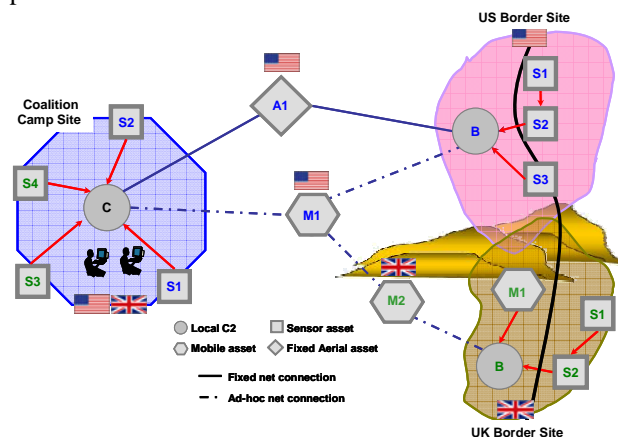 US Border Site
S1
A1
Coalition
Camp Site
S2
S2
B
S4
S3
C
M1
M2
M1
S3
S1
S1
Local C2
Sensor asset
Mobile asset
Fixed Aerial asset
B
S2
Fixed net connection
Ad-hoc net connection
UK Border Site